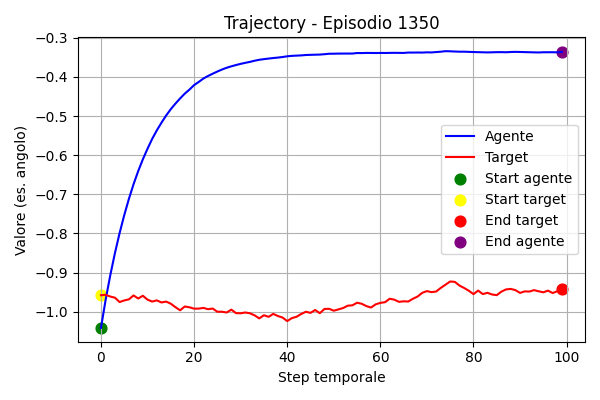 Trajectory - Episodio 1350
Valore (es. angolo)
−0.3
−0.4
−0.5
−0.6
−0.7
−0.8
−0.9
−1.0
Agente
Target
Start agente
Start target
End target
End agente
0
20
40
60
80
100
Step temporale